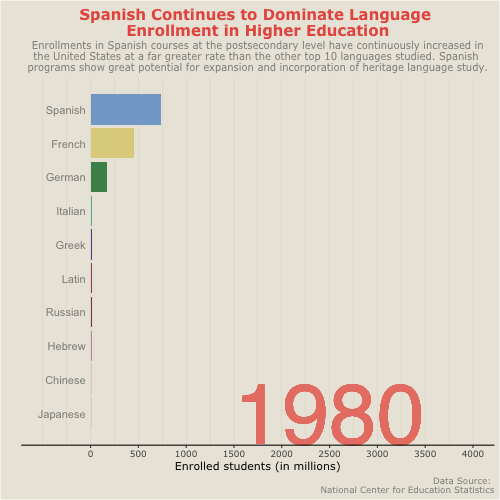 Spanish Continues to Dominate Language
Enrollment in Higher Education
Enrollments in Spanish courses at the postsecondary level have continuously increased in
the United States at a far greater rate than the other top 10 languages studied. Spanish
programs show great potential for expansion and incorporation of heritage language study.
Spanish
French
German
Italian
Greek
Latin
Russian
Hebrew
Chinese
Japanese
1980
0 500 1000 1500 2000 2500 3000 3500 4000
Enrolled students (in millions)
Data Source:
National Center for Education Statistics